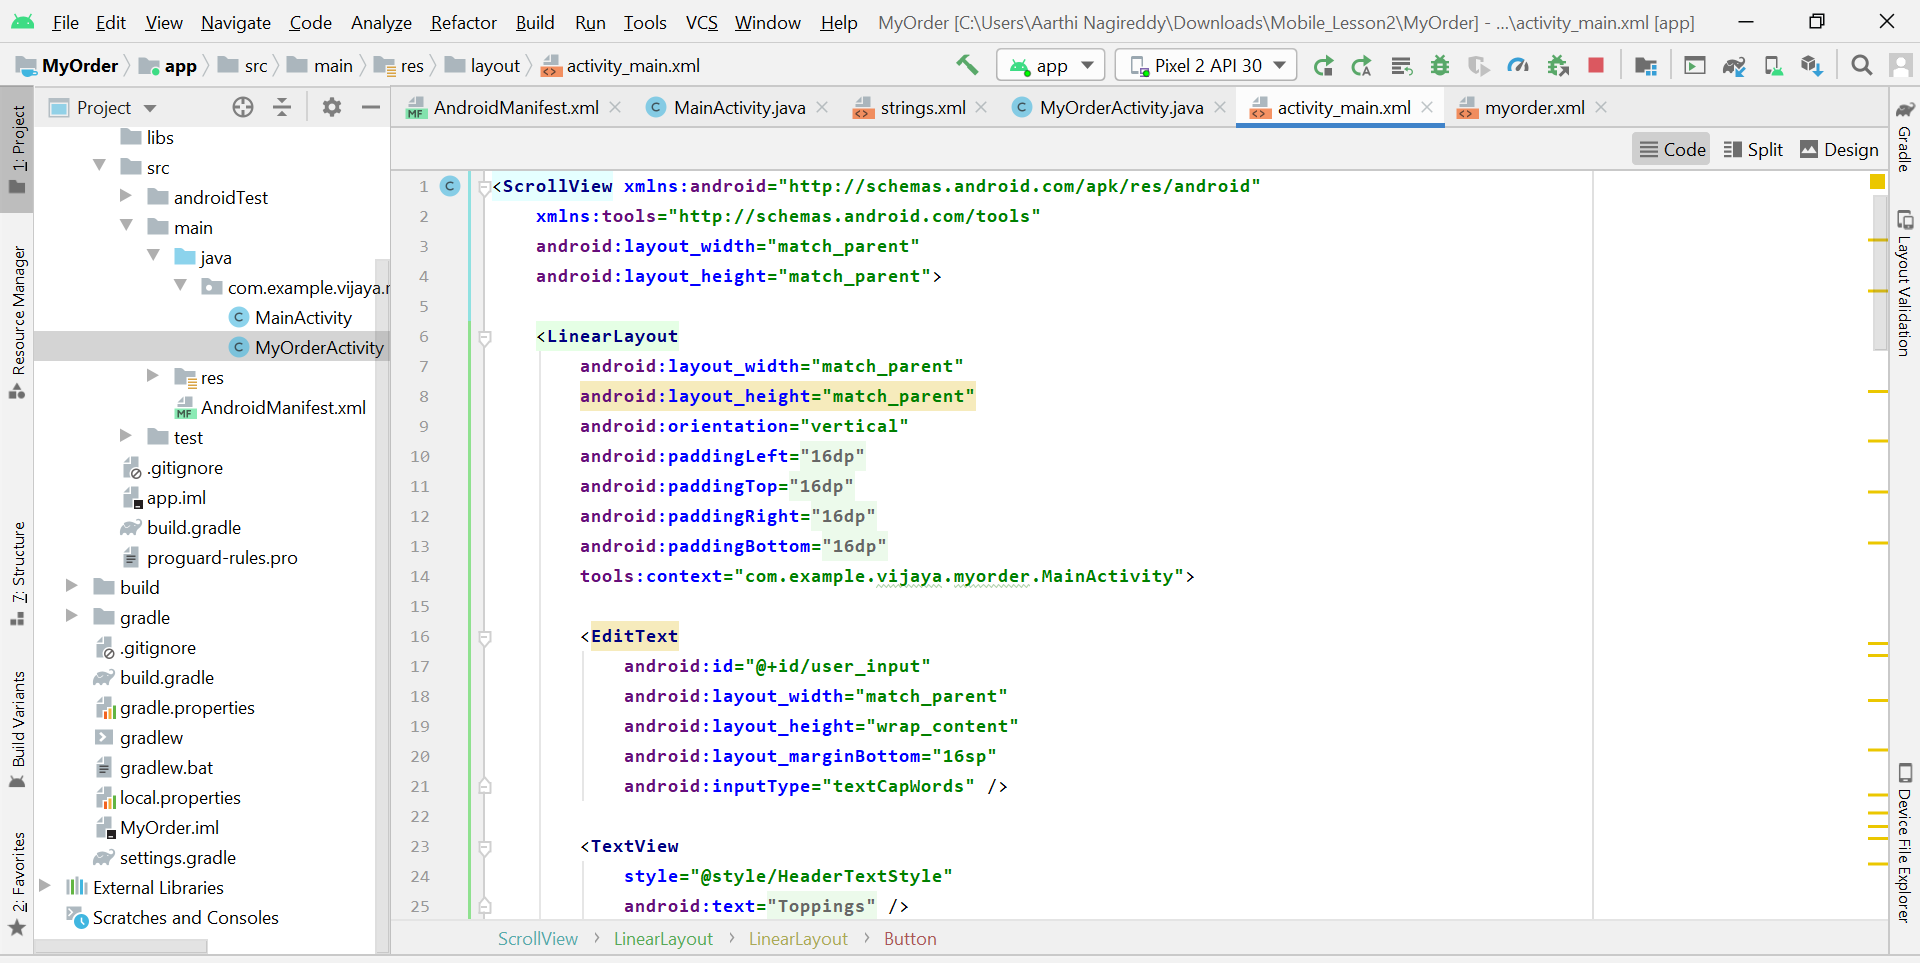 File Edit View Navigate Code Analyze Refactor Build Run Tools VCS Window Help MyOrder [C:\Users\Aarthi Nagireddy\Downloads\Mobile_Lesson2\MyOrder] - ...\activity_main.xml [app]
MyOrder app src main res layout activity_main.xml app Pixel 2 API 30
Project
AndroidManifest.xml MainActivity.java strings.xml MyOrderActivity.java activity_main.xml myorder.xml
Code Split Design
1: Project
Resource Manager
7: Structure
Build Variants
2: Favorites
libs
src
androidTest
main
java
com.example.vijaya.
MainActivity
MyOrderActivity
res
AndroidManifest.xml
test
.gitignore
app.iml
build.gradle
proguard-rules.pro
build
gradle
.gitignore
build.gradle
gradle.properties
gradlew
gradlew.bat
local.properties
MyOrder.iml
settings.gradle
External Libraries
Scratches and Consoles
1 <ScrollView xmlns:android="http://schemas.android.com/apk/res/android"
2 xmlns:tools="http://schemas.android.com/tools"
3 android:layout_width="match_parent"
4 android:layout_height="match_parent">
5
6 <LinearLayout
7 android:layout_width="match_parent"
8 android:layout_height="match_parent"
9 android:orientation="vertical"
10 android:paddingLeft="16dp"
11 android:paddingTop="16dp"
12 android:paddingRight="16dp"
13 android:paddingBottom="16dp"
14 tools:context="com.example.vijaya.myorder.MainActivity">
15
16 <EditText
17 android:id="@+id/user_input"
18 android:layout_width="match_parent"
19 android:layout_height="wrap_content"
20 android:layout_marginBottom="16sp"
21 android:inputType="textCapWords" />
22
23 <TextView
24 style="@style/HeaderTextStyle"
25 android:text="Toppings" />
ScrollView › LinearLayout › LinearLayout › Button
Gradle
Layout Validation
Device File Explorer